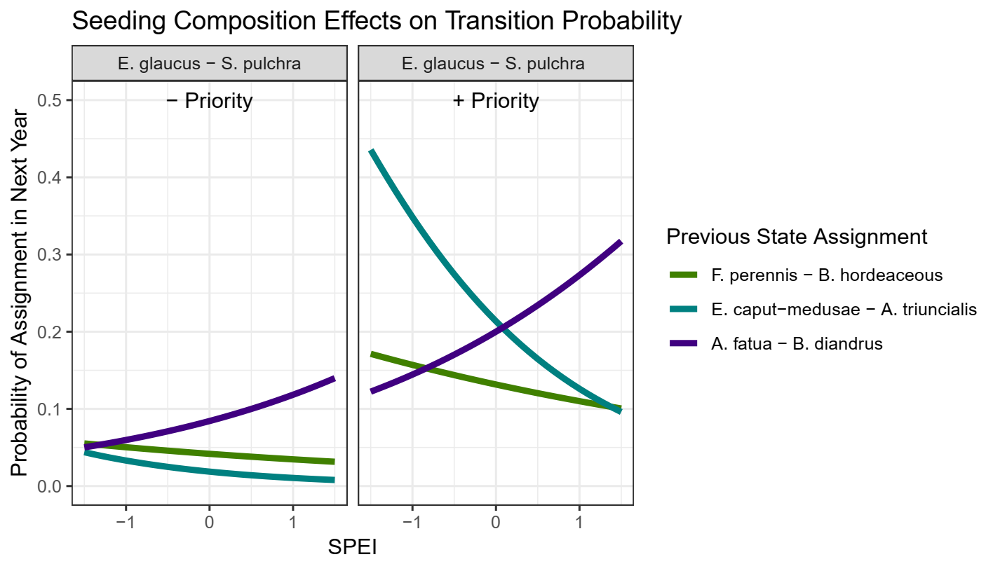 Seeding Composition Effects on Transition Probability
E. glaucus − S. pulchra
E. glaucus − S. pulchra
− Priority
+ Priority
Probability of Assignment in Next Year
0.5
0.4
0.3
0.2
0.1
0.0
−1
0
1
−1
0
1
SPEI
Previous State Assignment
F. perennis − B. hordeaceous
E. caput−medusae − A. triuncialis
A. fatua − B. diandrus